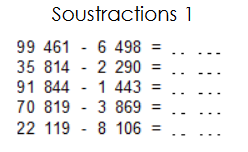 Soustractions 1
99 461 - 6 498 = .. ...
35 814 - 2 290 = .. ...
91 844 - 1 443 = .. ...
70 819 - 3 869 = .. ...
22 119 - 8 106 = .. ...